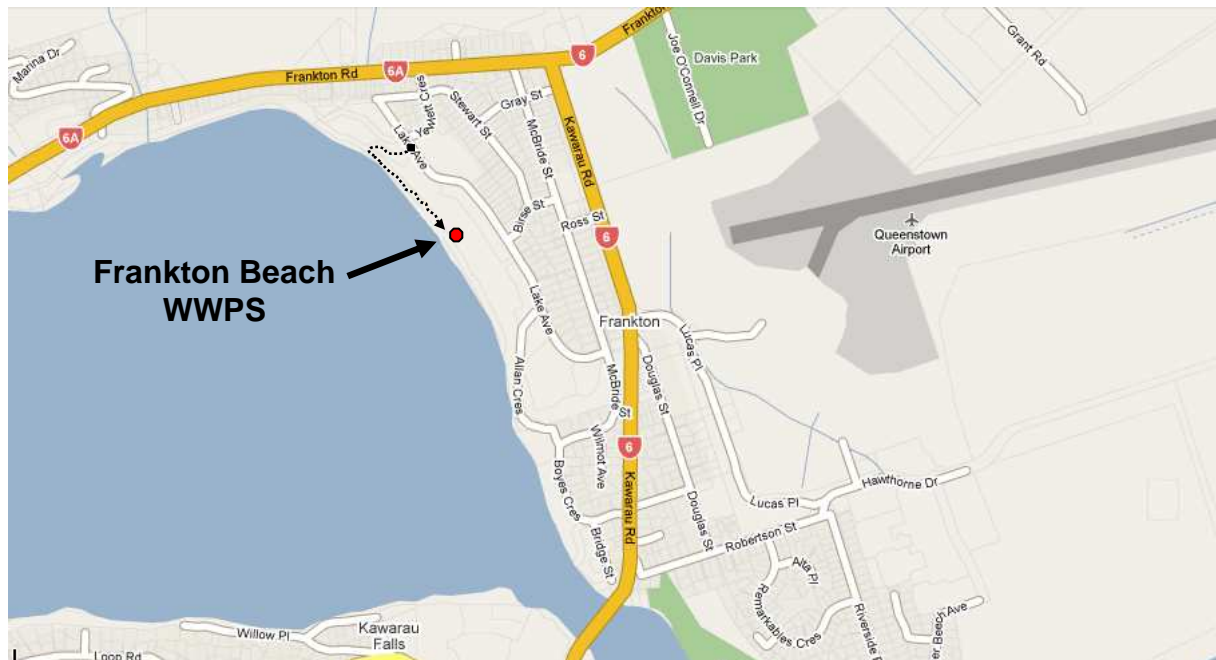 Marina Dr
Frankton Rd
6A
6A
6
Frankton
Joe O'Connell Dr
Davis Park
Grant Rd
Yewlett Cres
Stewart St
Gray St
McBride St
Kawarau Rd
Lake Ave
Birse St
Ross St
6
Queenstown
Airport
Frankton Beach
WWPS
Lake Ave
Frankton
Lucas Pl
Allan Cres
McBride
St
Douglas St
Wilmot Ave
6
Boyes Cres
Kawarau Rd
Hawthorne Dr
Lucas Pl
Douglas St
Robertson St
Bridge St
Alta Pl
Remarkables Cres
Riverside
Beech Ave
Willow Pl
Kawarau
Falls
Loop Rd